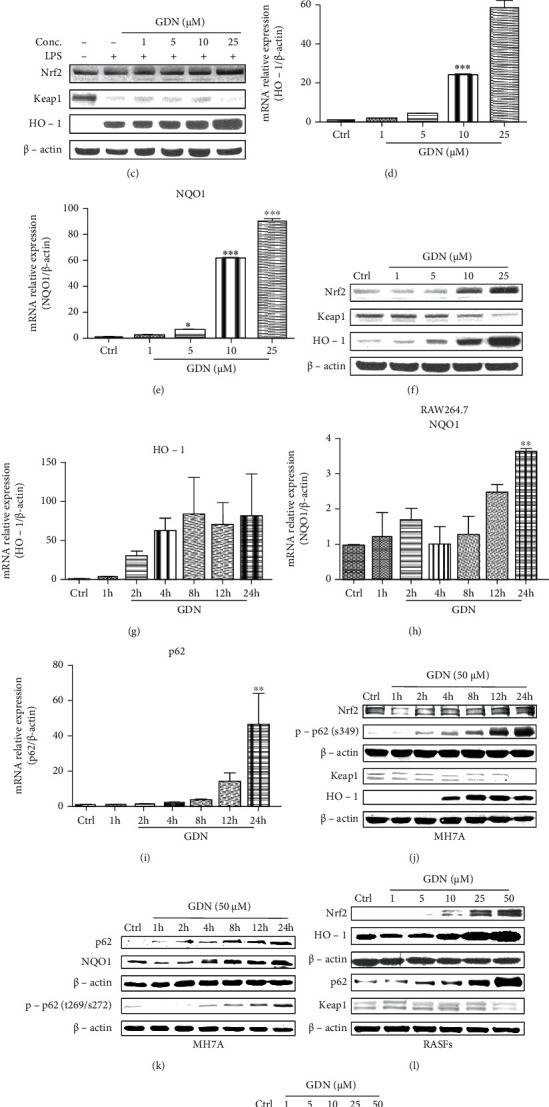 GDN (μM)
Conc. – – 1 5 10 25
LPS – + + + + +
Nrf2
Keap1
HO – 1
β – actin
(c)
mRNA relative expression
(HO – 1/β-actin)
60
40
20
0
Ctrl 1 5 10 25
***
GDN (μM)
(d)
NQO1
mRNA relative expression
(NQO1/β-actin)
100
80
60
40
20
0
*
***
***
Ctrl 1 5 10 25
GDN (μM)
(e)
GDN (μM)
Ctrl 1 5 10 25
Nrf2
Keap1
HO – 1
β – actin
(f)
HO – 1
mRNA relative expression
(HO – 1/β-actin)
150
100
50
0
Ctrl 1h 2h 4h 8h 12h 24h
GDN
(g)
RAW264.7
NQO1
mRNA relative expression
(NQO1/β-actin)
4
3
2
1
0
**
Ctrl 1h 2h 4h 8h 12h 24h
GDN
(h)
p62
mRNA relative expression
(p62/β-actin)
80
60
40
20
0
**
Ctrl 1h 2h 4h 8h 12h 24h
GDN
(i)
GDN (50 μM)
Ctrl 1h 2h 4h 8h 12h 24h
Nrf2
p – p62 (s349)
β – actin
Keap1
HO – 1
β – actin
MH7A
(j)
GDN (50 μM)
Ctrl 1h 2h 4h 8h 12h 24h
p62
NQO1
β – actin
p – p62 (t269/s272)
β – actin
MH7A
(k)
GDN (μM)
Ctrl 1 5 10 25 50
Nrf2
HO – 1
β – actin
p62
Keap1
β – actin
RASFs
(l)
GDN (μM)
Ctrl 1 5 10 25 50